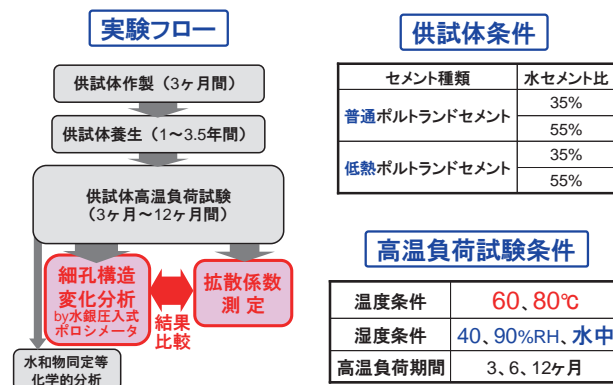 実験フロー
供試体作製（3ヶ月間）
供試体養生（1～3.5年間）
供試体高温負荷試験
（3ヶ月～12ヶ月間）
細孔構造
変化分析
by水銀圧入式
ポロシメータ
結果
比較
拡散係数
測 定
水和物同定等
化学的分析
供試体条件
セメント種類 水セメント比
普通ポルトランドセメント 35%
55%
低熱ポルトランドセメント 35%
55%
高温負荷試験条件
温度条件 60、80℃
湿度条件 40、90%RH、水中
高温負荷期間 3、6、12ヶ月